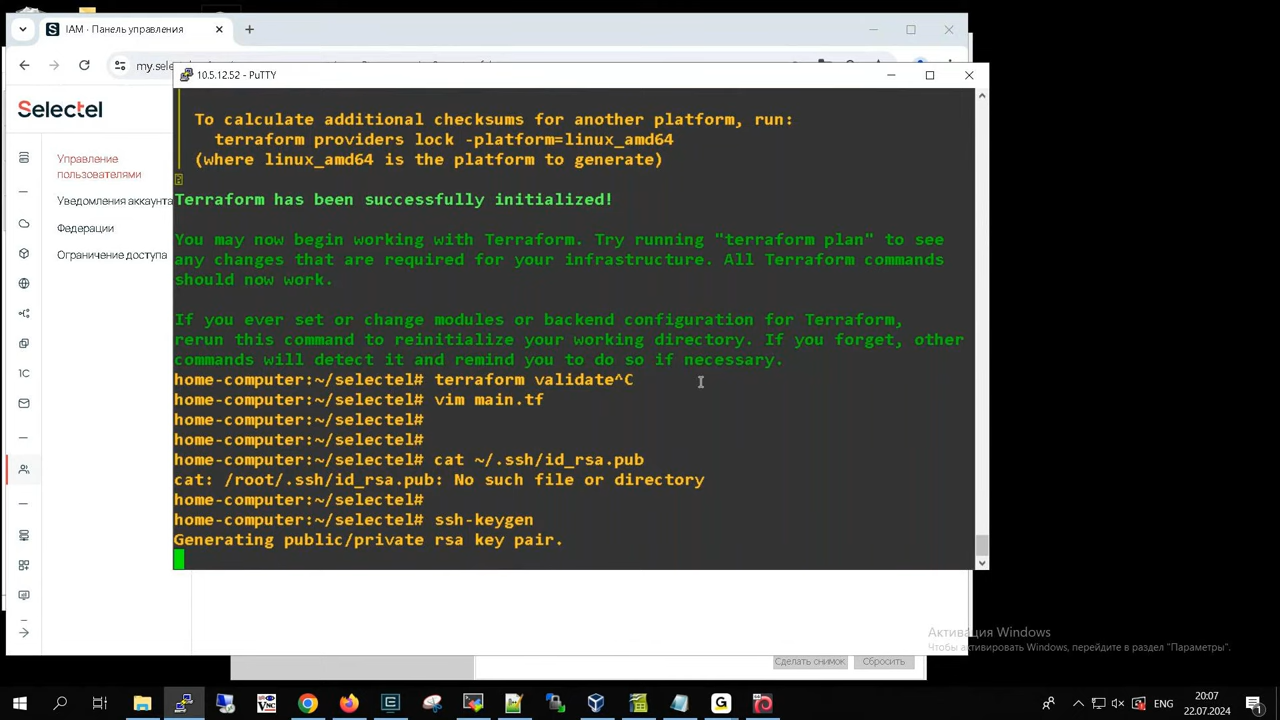 IAM · Панель управления
my.sele
10.5.12.52 - PuTTY
Selectel
Управление
пользователями
Уведомления аккаунта
Федерации
Ограничение доступа
1C
To calculate additional checksums for another platform, run:
terraform providers lock -platform=linux_amd64
(where linux_amd64 is the platform to generate)
Terraform has been successfully initialized!
You may now begin working with Terraform. Try running "terraform plan" to see
any changes that are required for your infrastructure. All Terraform commands
should now work.
If you ever set or change modules or backend configuration for Terraform,
rerun this command to reinitialize your working directory. If you forget, other
commands will detect it and remind you to do so if necessary.
home-computer:~/selectel# terraform validate^C
home-computer:~/selectel# vim main.tf
home-computer:~/selectel#
home-computer:~/selectel#
home-computer:~/selectel# cat ~/.ssh/id_rsa.pub
cat: /root/.ssh/id_rsa.pub: No such file or directory
home-computer:~/selectel#
home-computer:~/selectel# ssh-keygen
Generating public/private rsa key pair.
Активация Windows
Чтобы активировать Windows, перейдите в раздел "Параметры".
Сделать снимок
Сбросить
ENG
20:07
22.07.2024